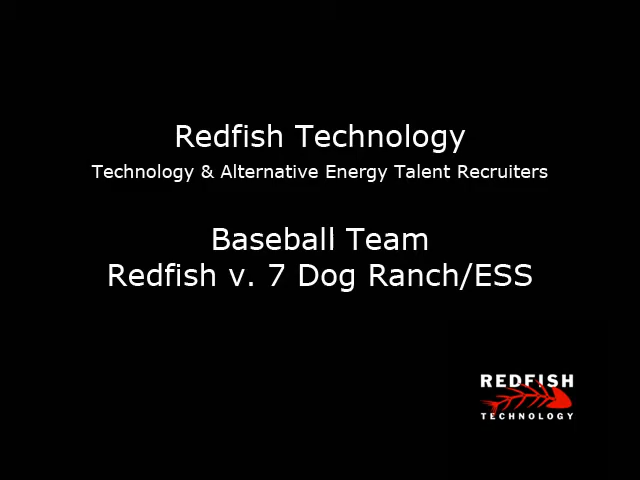 Redfish Technology
Technology & Alternative Energy Talent Recruiters
Baseball Team
Redfish v. 7 Dog Ranch/ESS
REDFISH
TECHNOLOGY